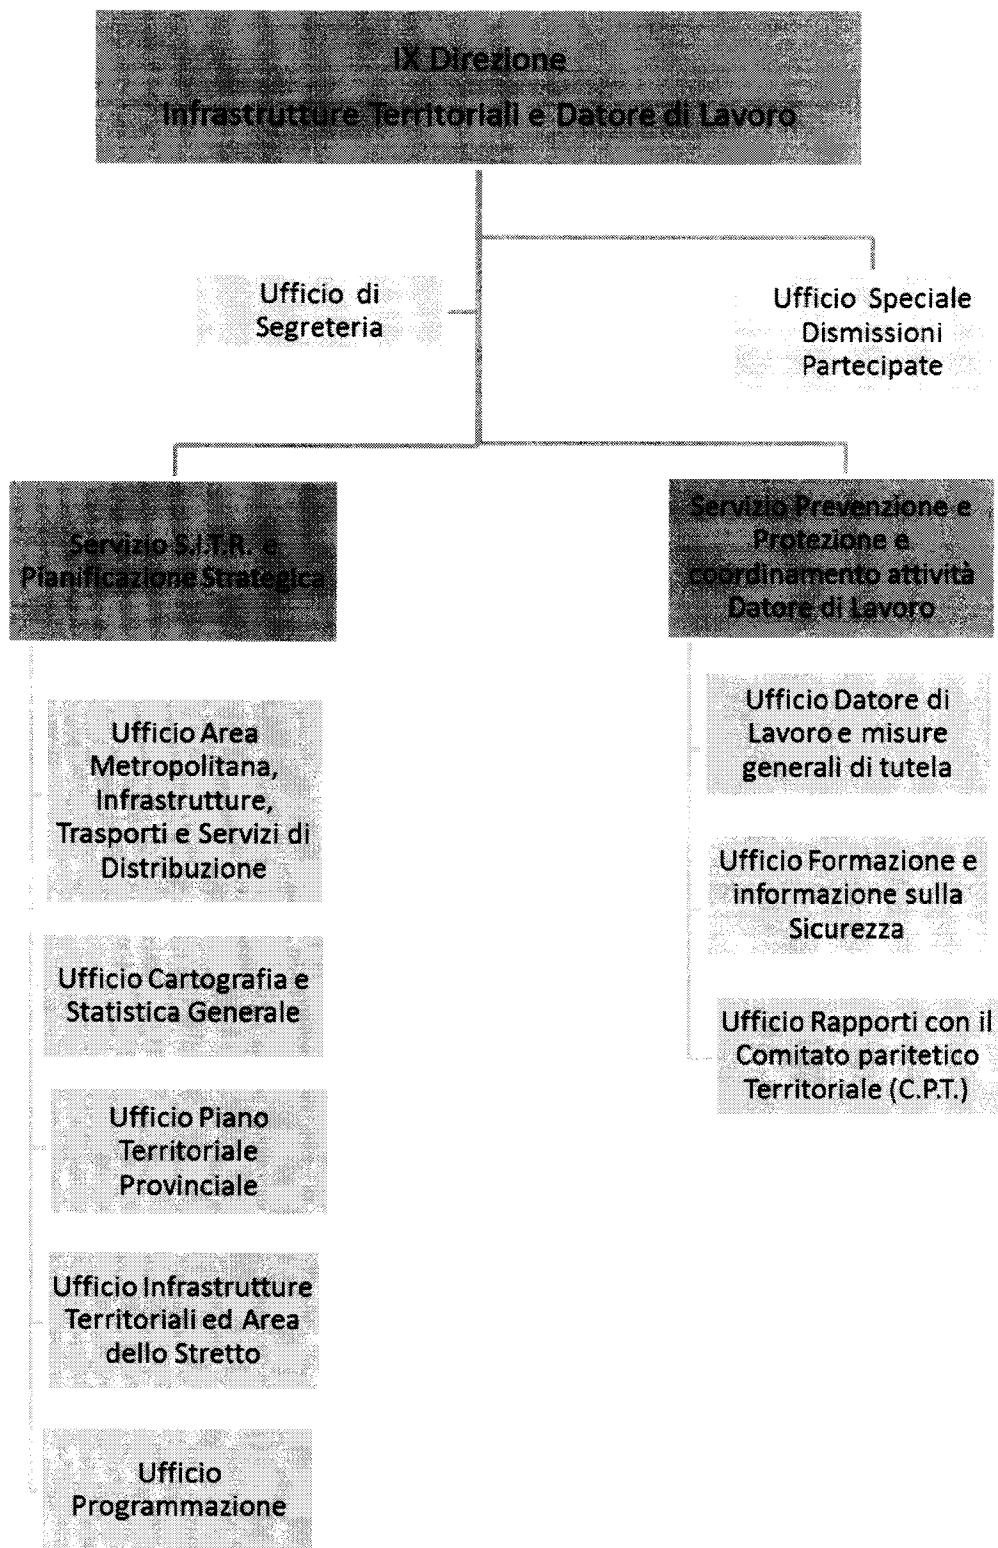 IX Direzione
Infrastrutture Territoriali e Datore di Lavoro
Ufficio di
Segreteria
Ufficio Speciale
Dismissioni
Partecipate
Servizio S.I.T.R. e
Pianificazione Strategica
Servizio Prevenzione e
Protezione e
coordinamento attività
Datore di Lavoro
Ufficio Area
Metropolitana,
Infrastrutture,
Trasporti e Servizi di
Distribuzione
Ufficio Cartografia e
Statistica Generale
Ufficio Piano
Territoriale
Provinciale
Ufficio Infrastrutture
Territoriali ed Area
dello Stretto
Ufficio
Programmazione
Ufficio Datore di
Lavoro e misure
generali di tutela
Ufficio Formazione e
informazione sulla
Sicurezza
Ufficio Rapporti con il
Comitato paritetico
Territoriale (C.P.T.)